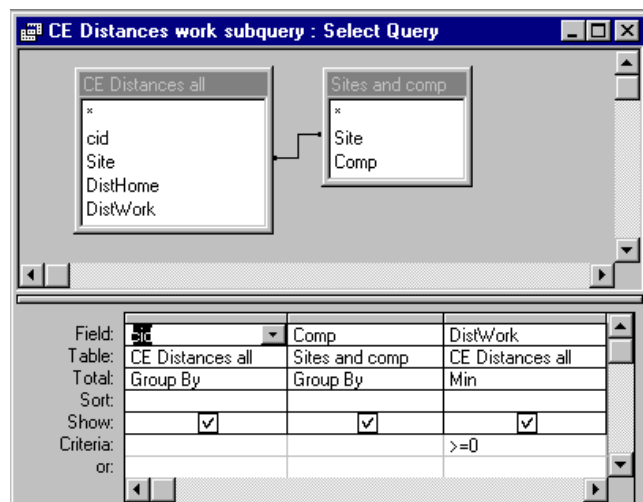 CE Distances work subquery : Select Query
CE Distances all
*
cid
Site
DistHome
DistWork
Sites and comp
*
Site
Comp
Field: cid Comp DistWork
Table: CE Distances all Sites and comp CE Distances all
Total: Group By Group By Min
Sort:
Show:
Criteria: >=0
or: